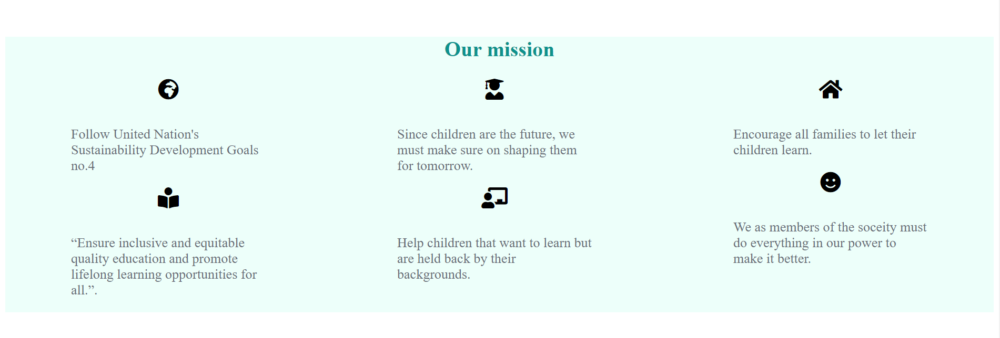 Our mission
Follow United Nation's
Sustainability Development Goals
no.4
Since children are the future, we
must make sure on shaping them
for tomorrow.
Encourage all families to let their
children learn.
“Ensure inclusive and equitable
quality education and promote
lifelong learning opportunities for
all.”.
Help children that want to learn but
are held back by their
backgrounds.
We as members of the soceity must
do everything in our power to
make it better.